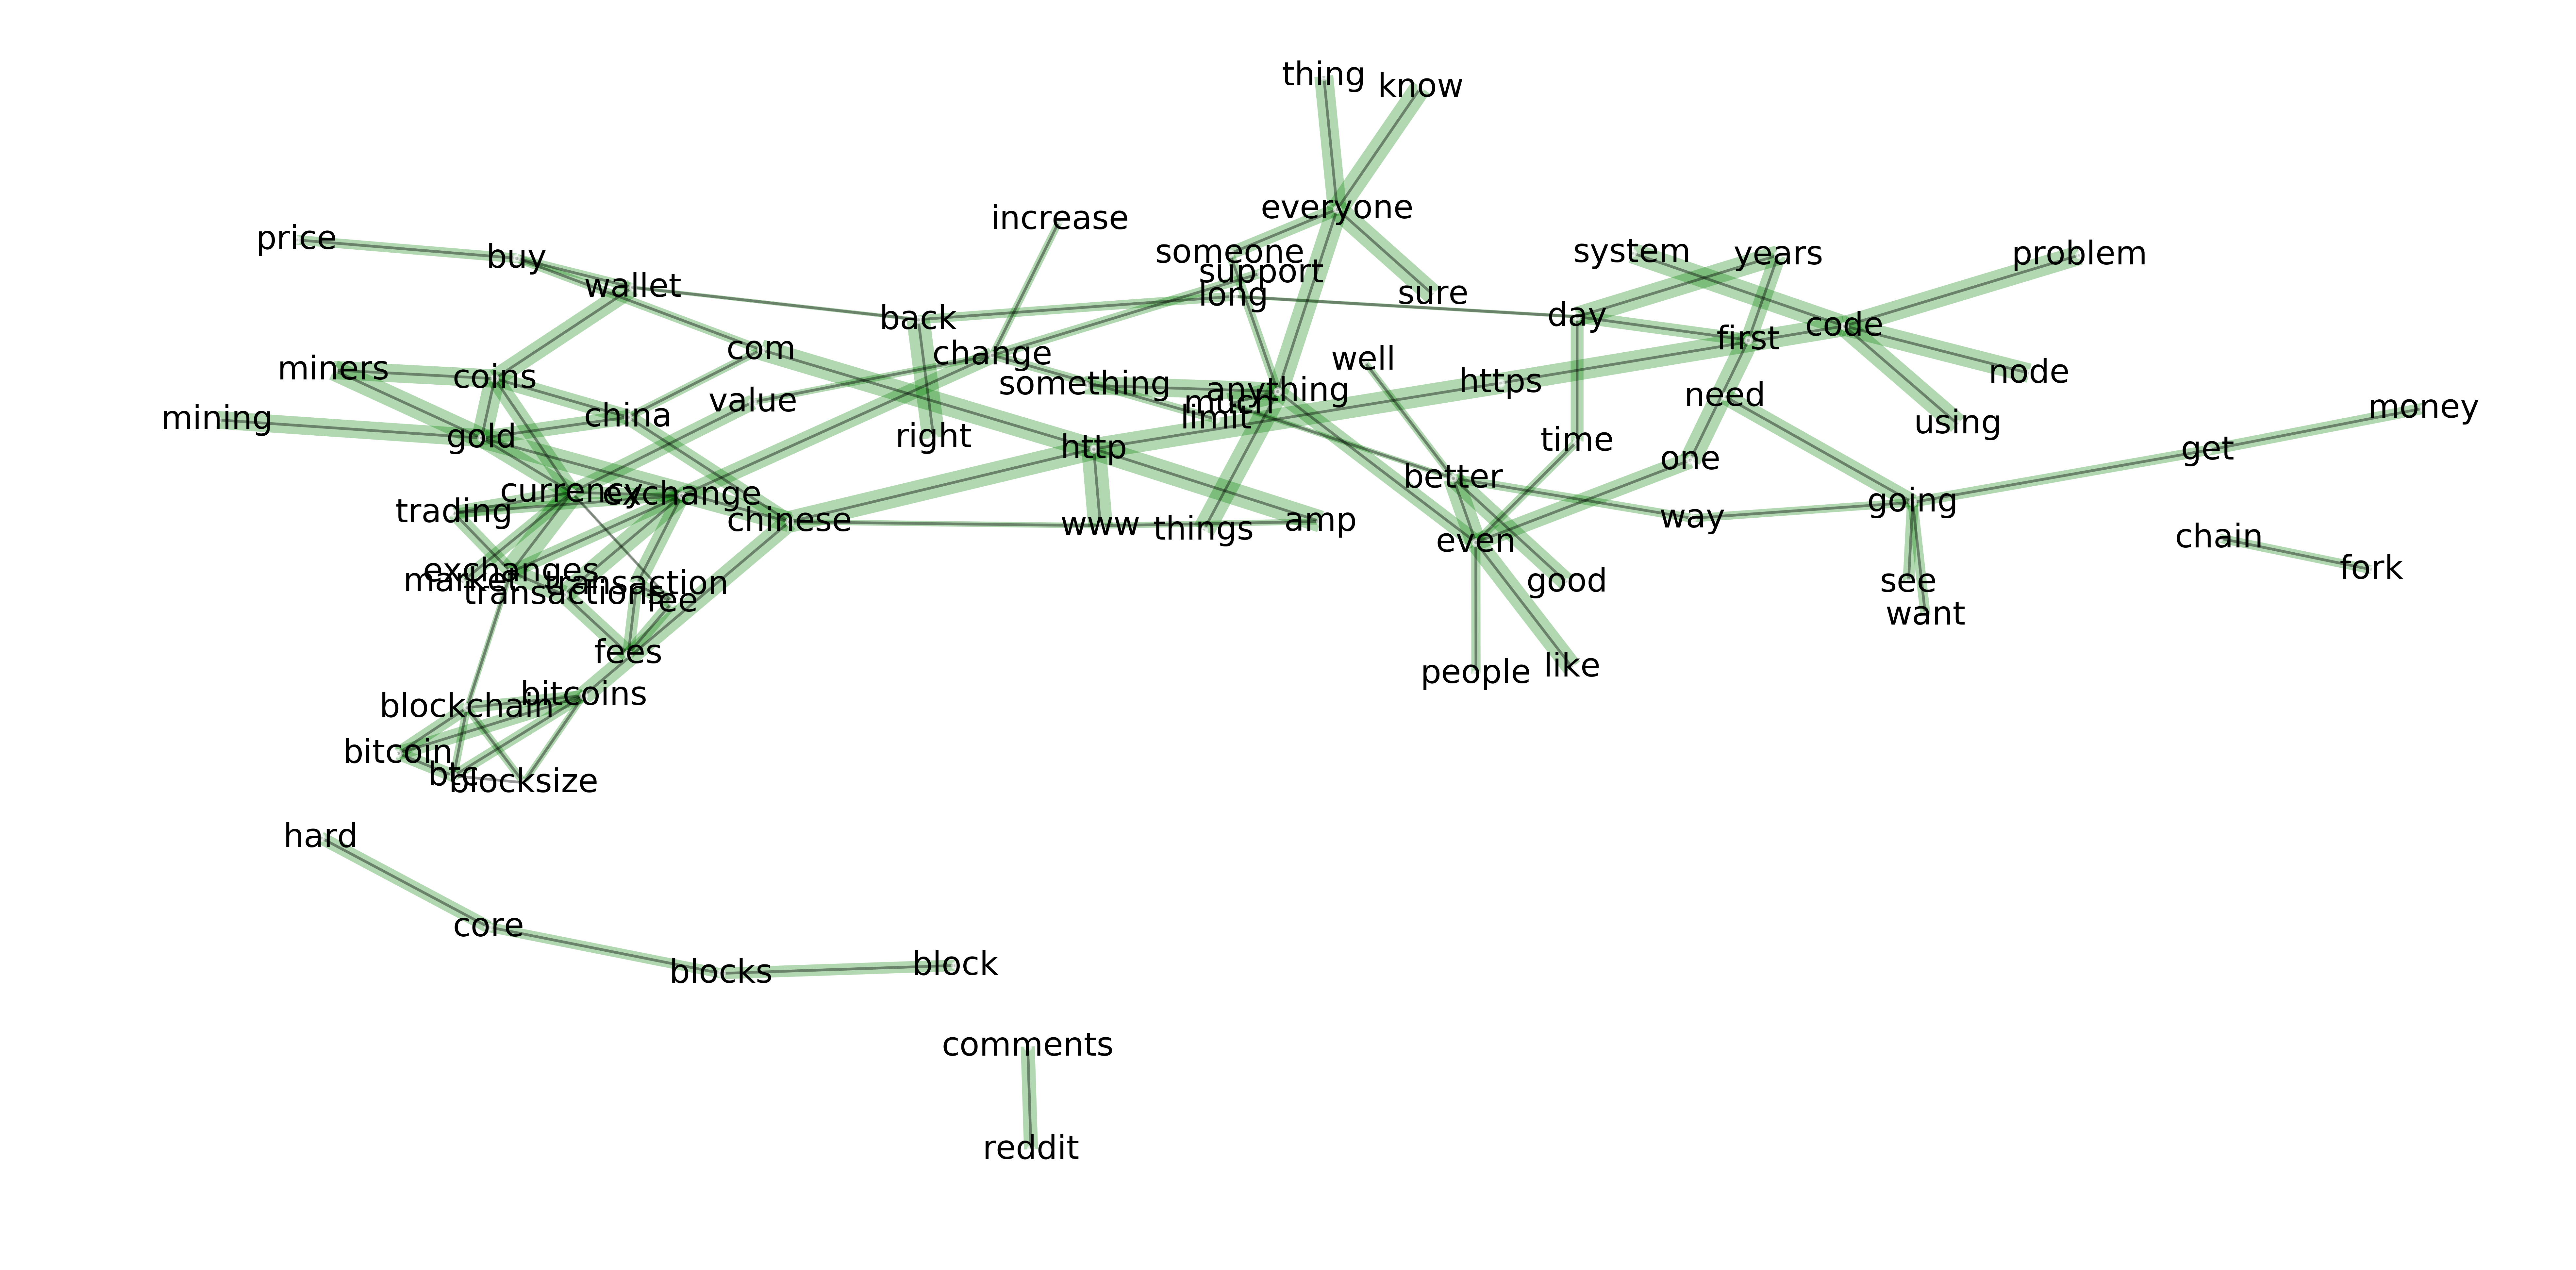 thing
know
everyone
increase
price
buy
someone
support
system
years
problem
wallet
long
sure
back
day
first
code
com
change
well
miners
coins
something
anything
https
node
value
much
need
mining
china
limit
money
gold
right
http
time
get
better
one
currency
exchange
going
trading
chinese
www
things
amp
way
even
chain
exchanges
market
transaction
transactions
fee
good
see
fork
want
using
fees
people
like
blockchain
bitcoins
bitcoin
btc
blocksize
hard
core
blocks
block
comments
reddit